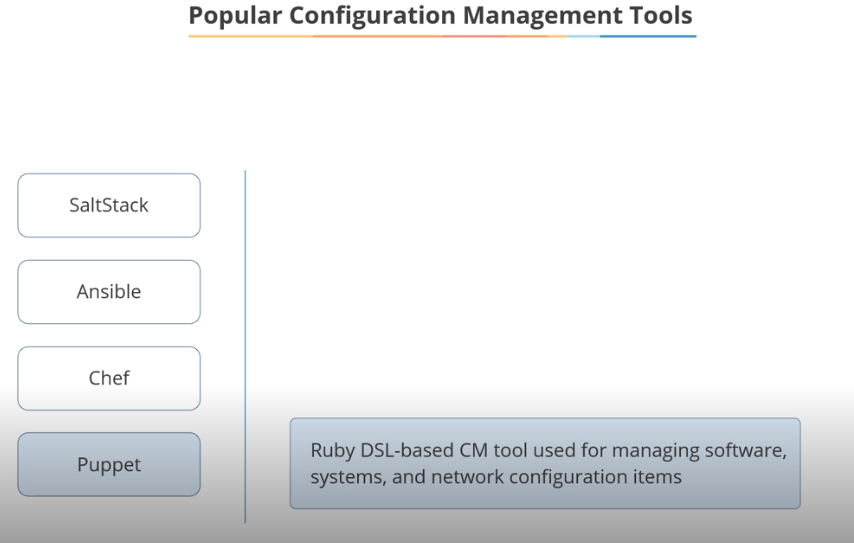 Popular Configuration Management Tools
SaltStack
Ansible
Chef
Puppet
Ruby DSL-based CM tool used for managing software,
systems, and network configuration items